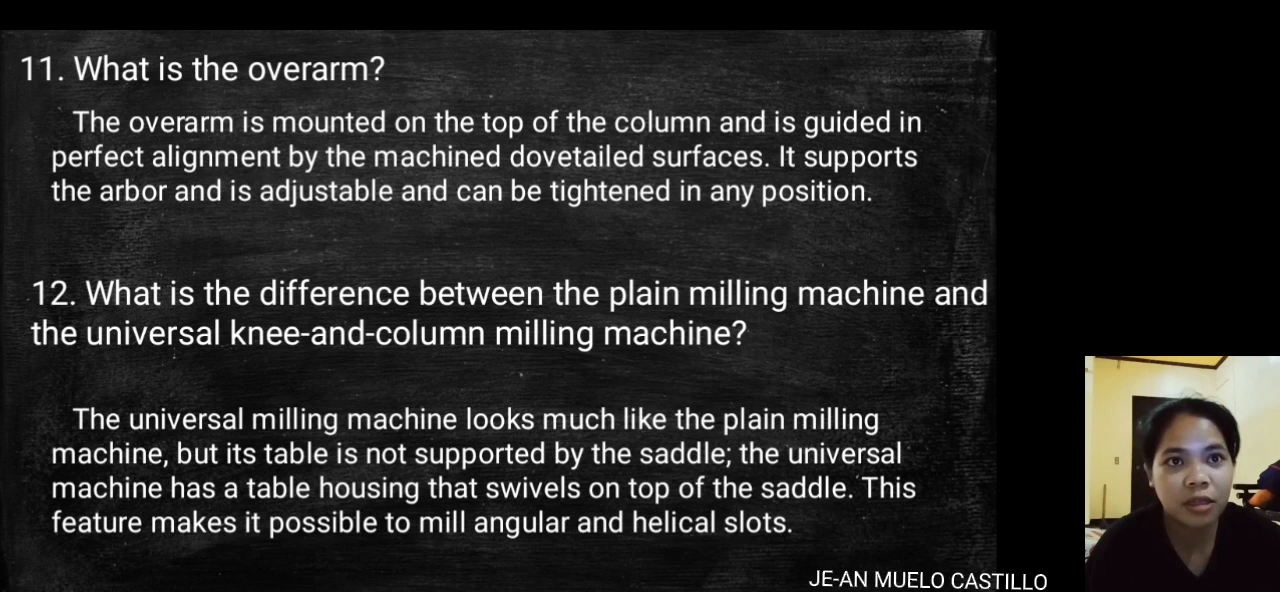 11. What is the overarm?
The overarm is mounted on the top of the column and is guided in
perfect alignment by the machined dovetailed surfaces. It supports
the arbor and is adjustable and can be tightened in any position.
12. What is the difference between the plain milling machine and
the universal knee-and-column milling machine?
The universal milling machine looks much like the plain milling
machine, but its table is not supported by the saddle; the universal
machine has a table housing that swivels on top of the saddle. This
feature makes it possible to mill angular and helical slots.
JE-AN MUELO CASTILLO